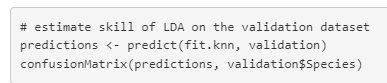 # estimate skill of LDA on the validation dataset
predictions <- predict(fit.knn, validation)
confusionMatrix(predictions, validation$Species)